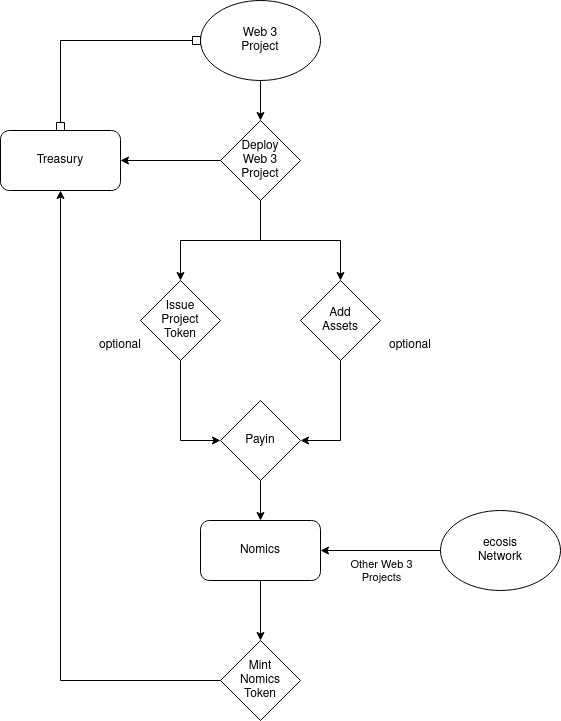 Web 3
Project
Treasury
Deploy
Web 3
Project
Issue
Project
Token
optional
Add
Assets
optional
Payin
Nomics
Other Web 3
Projects
ecosis
Network
Mint
Nomics
Token